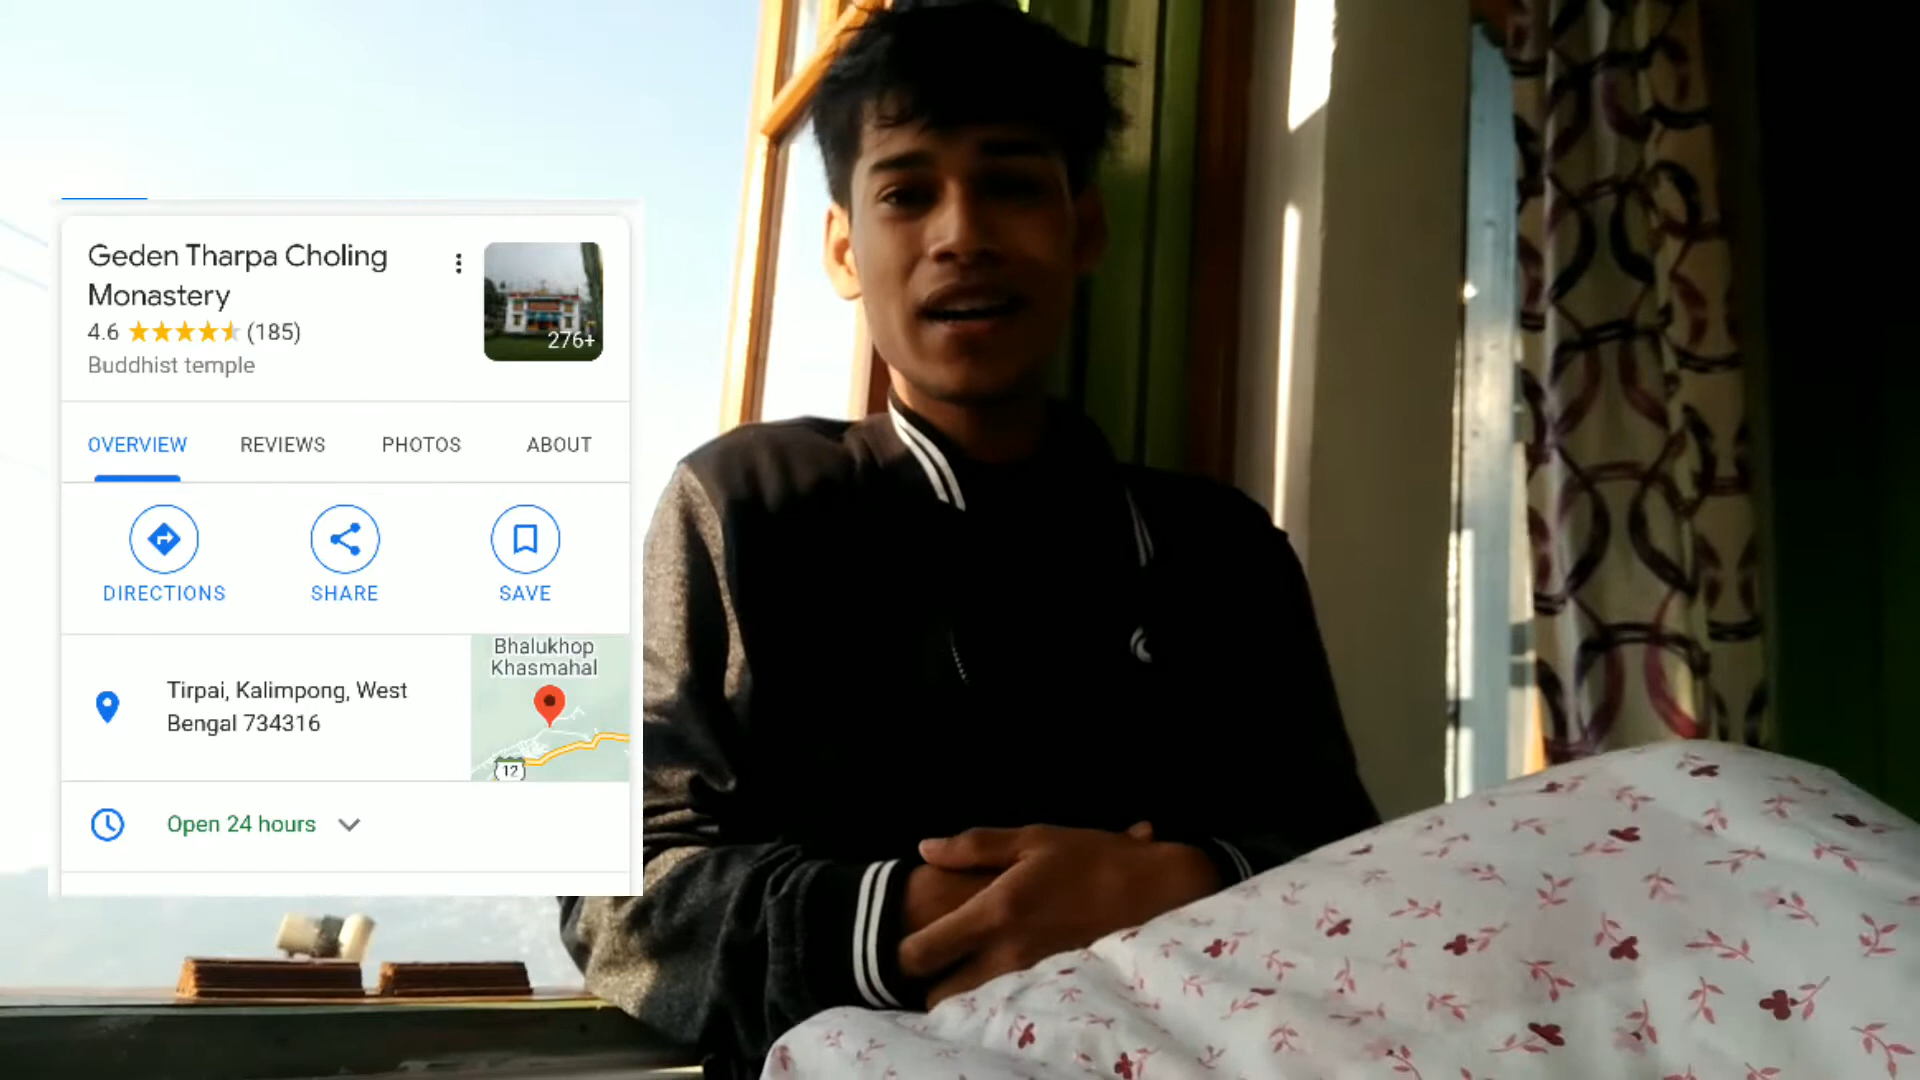 Geden Tharpa Choling
Monastery
4.6 (185)
Buddhist temple
276+
OVERVIEW REVIEWS PHOTOS ABOUT
DIRECTIONS SHARE SAVE
Bhalukhop
Khasmahal
Tirpai, Kalimpong, West
Bengal 734316
12
Open 24 hours